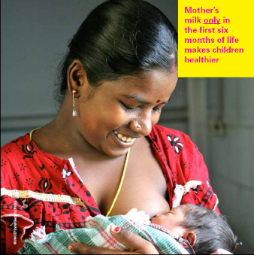 Mother's
milk only in
the first six
months of life
makes children
healthier